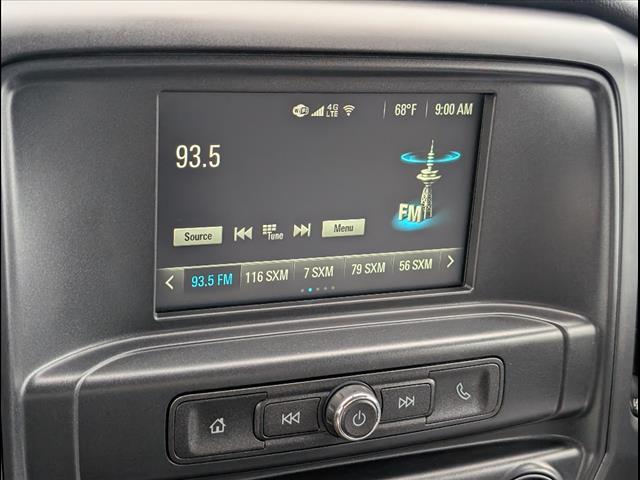 WiFi 4G LTE 68°F 9:00 AM
93.5
FM
Source Tune Menu
93.5 FM 116 SXM 7 SXM 79 SXM 56 SXM